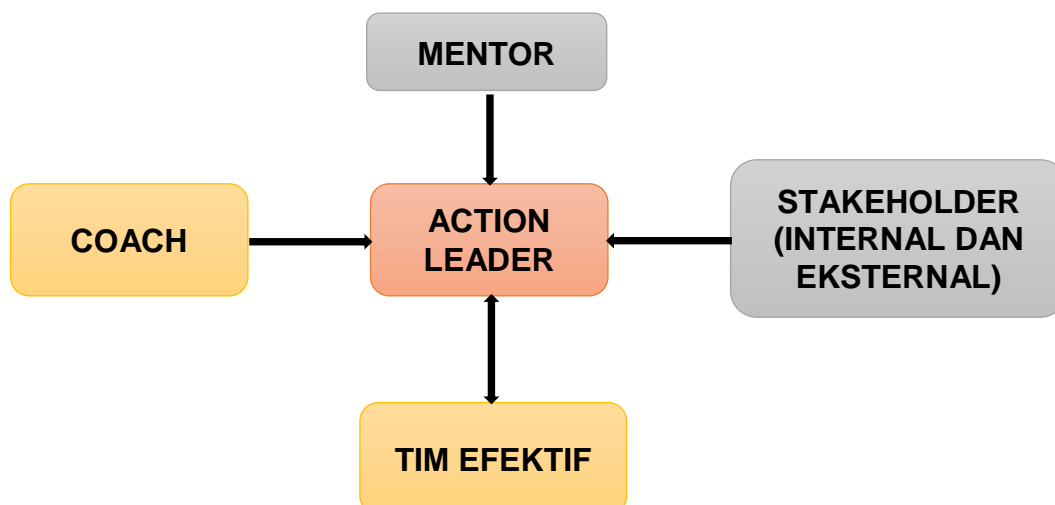 MENTOR
COACH
ACTION
LEADER
STAKEHOLDER
(INTERNAL DAN
EKSTERNAL)
TIM EFEKTIF